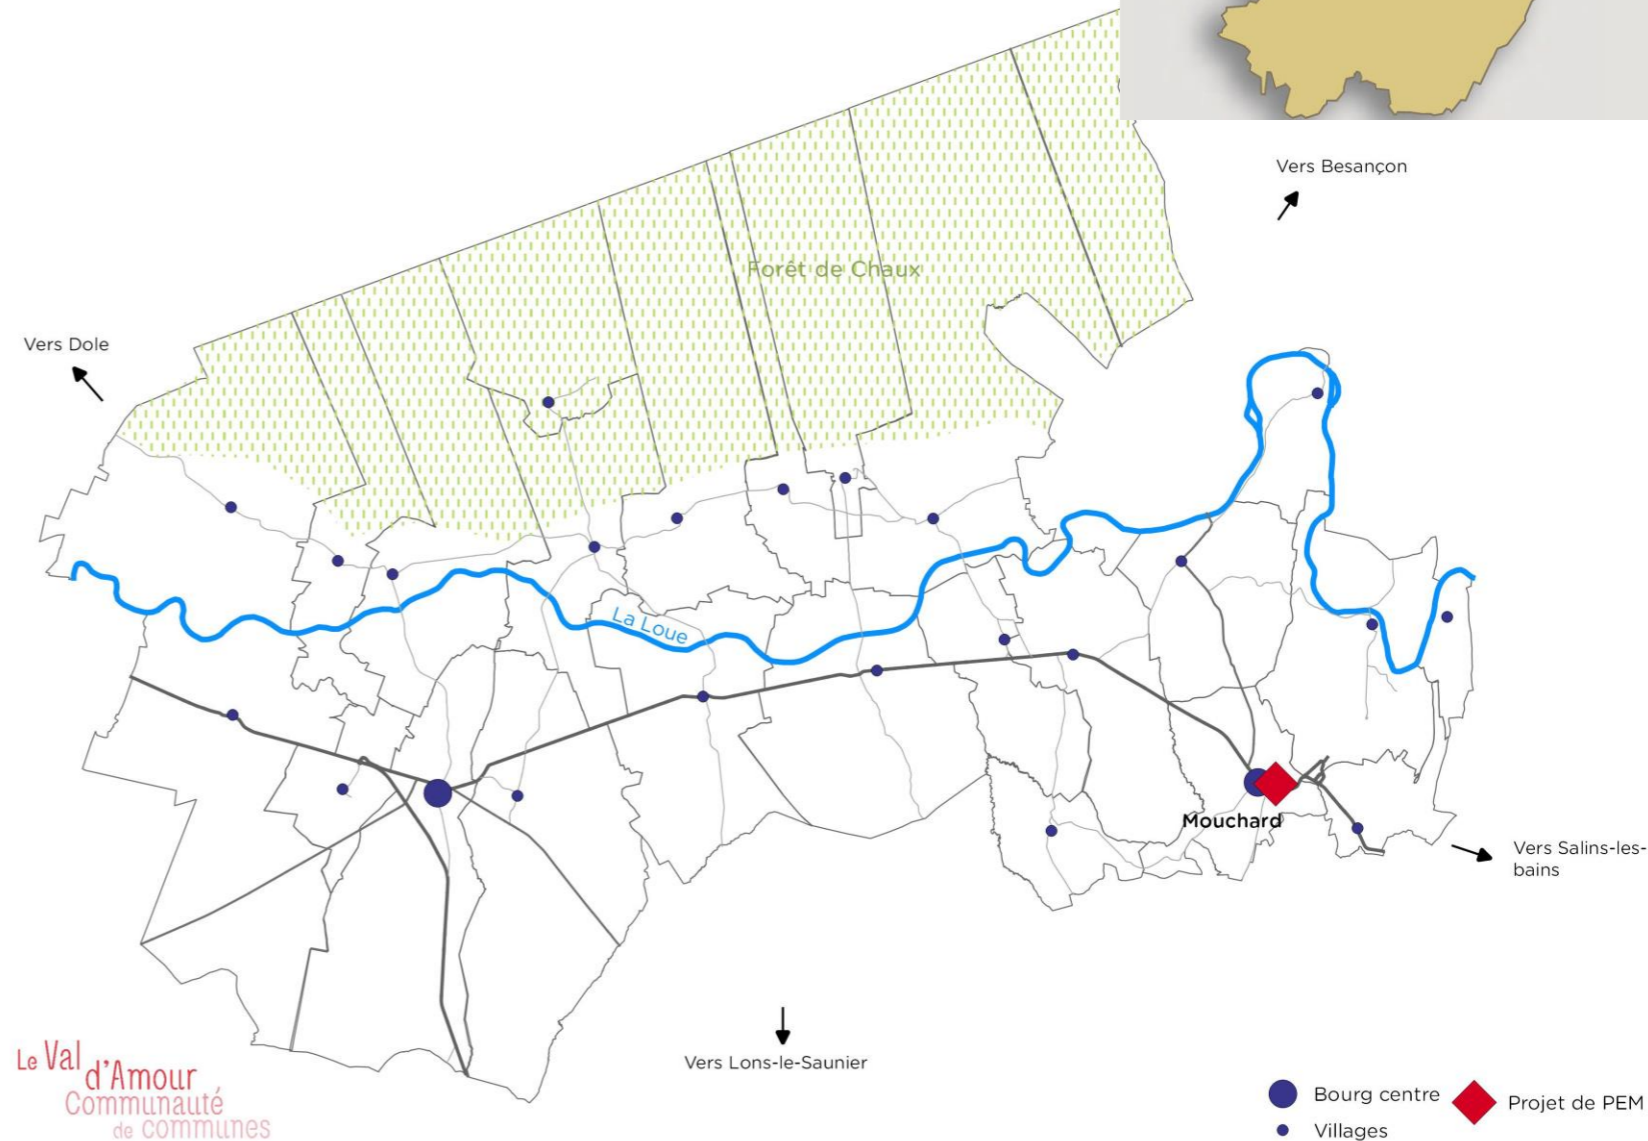 Vers Besançon
Forêt de Chaux
Vers Dole
La Loue
Mouchard
Vers Salins-les-
bains
Vers Lons-le-Saunier
Le Val
d'Amour
Communauté
de communes
Bourg centre
Projet de PEM
Villages